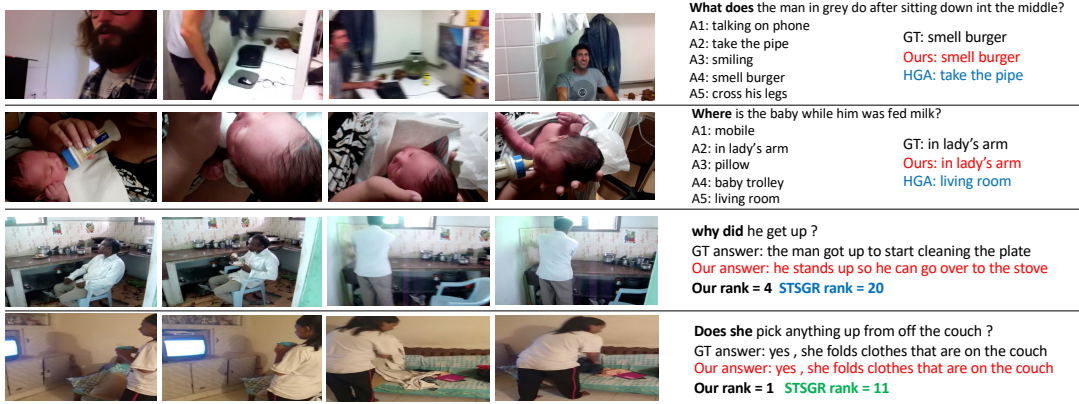 What does the man in grey do after sitting down int the middle?
A1: talking on phone
A2: take the pipe
A3: smiling
A4: smell burger
A5: cross his legs
GT: smell burger
Ours: smell burger
HGA: take the pipe
Where is the baby while him was fed milk?
A1: mobile
A2: in lady's arm
A3: pillow
A4: baby trolley
A5: living room
GT: in lady's arm
Ours: in lady's arm
HGA: living room
why did he get up ?
GT answer: the man got up to start cleaning the plate
Our answer: he stands up so he can go over to the stove
Our rank = 4 STSGR rank = 20
Does she pick anything up from off the couch ?
GT answer: yes , she folds clothes that are on the couch
Our answer: yes , she folds clothes that are on the couch
Our rank = 1 STSGR rank = 11